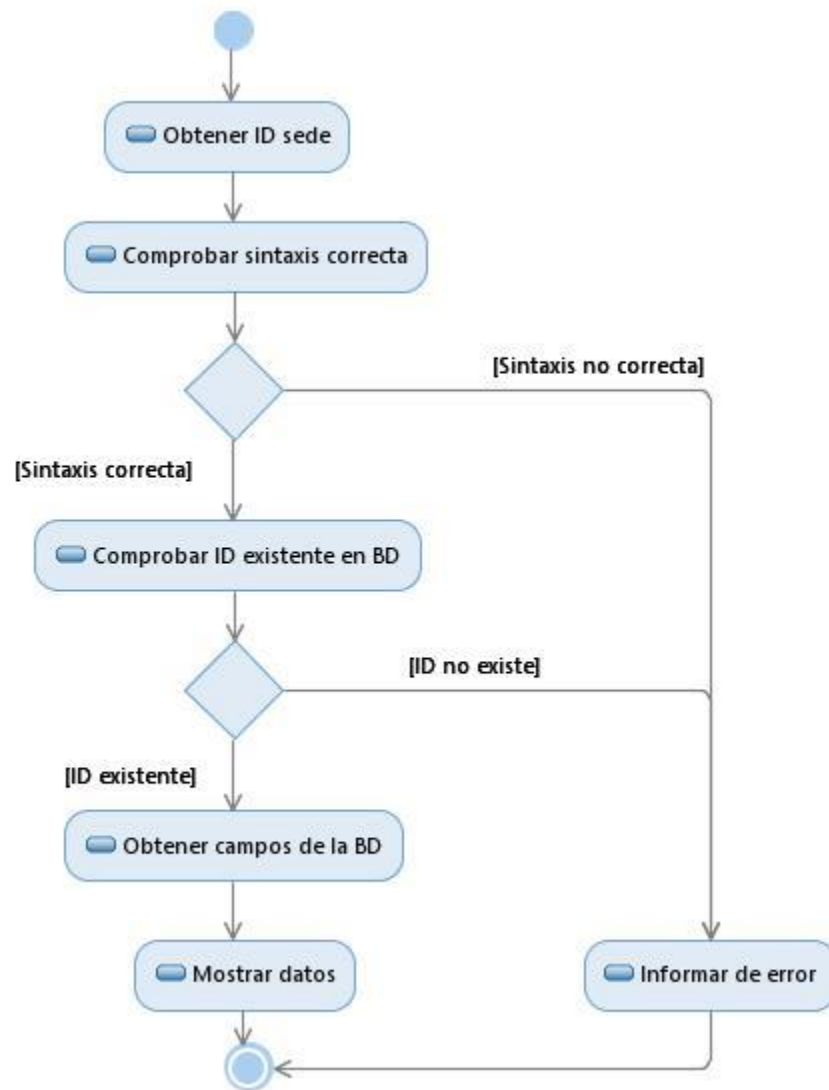 Obtener ID sede
Comprobar sintaxis correcta
[Sintaxis no correcta]
[Sintaxis correcta]
Comprobar ID existente en BD
[ID no existe]
[ID existente]
Obtener campos de la BD
Mostrar datos
Informar de error